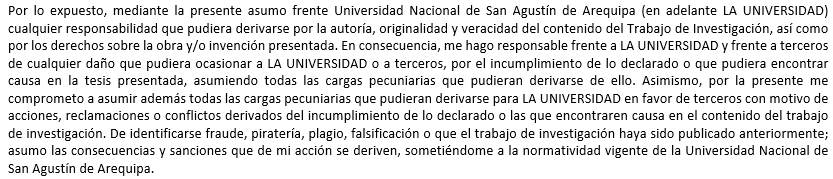 Por lo expuesto, mediante la presente asumo frente Universidad Nacional de San Agustín de Arequipa (en adelante LA UNIVERSIDAD)
cualquier responsabilidad que pudiera derivarse por la autoría, originalidad y veracidad del contenido del Trabajo de Investigación, así como
por los derechos sobre la obra y/o invención presentada. En consecuencia, me hago responsable frente a LA UNIVERSIDAD y frente a terceros
de cualquier daño que pudiera ocasionar a LA UNIVERSIDAD o a terceros, por el incumplimiento de lo declarado o que pudiera encontrar
causa en la tesis presentada, asumiendo todas las cargas pecuniarias que pudieran derivarse de ello. Asimismo, por la presente me
comprometo a asumir además todas las cargas pecuniarias que pudieran derivarse para LA UNIVERSIDAD en favor de terceros con motivo de
acciones, reclamaciones o conflictos derivados del incumplimiento de lo declarado o las que encontraren causa en el contenido del trabajo
de investigación. De identificarse fraude, piratería, plagio, falsificación o que el trabajo de investigación haya sido publicado anteriormente;
asumo las consecuencias y sanciones que de mi acción se deriven, sometiéndome a la normatividad vigente de la Universidad Nacional de
San Agustín de Arequipa.